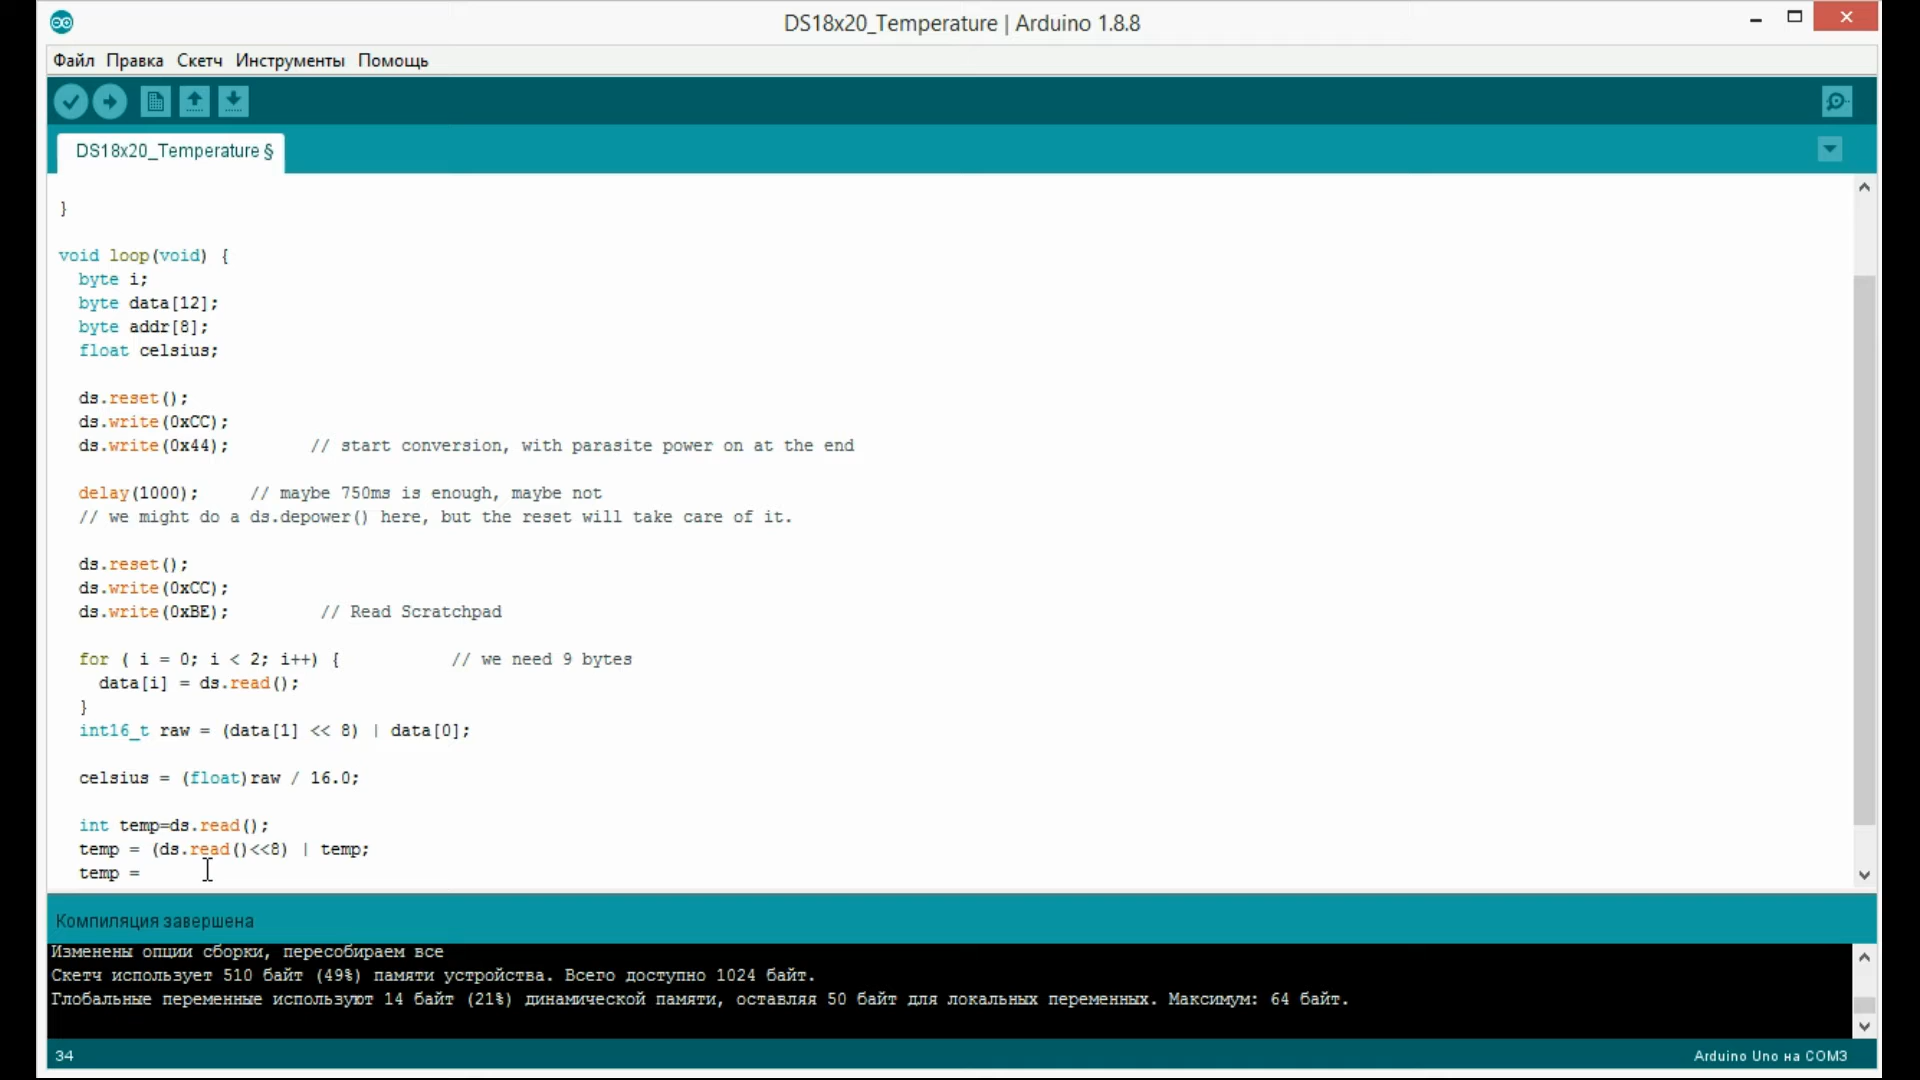 DS18x20_Temperature | Arduino 1.8.8
Файл Правка Скетч Инструменты Помощь
DS18x20_Temperature §
}
void loop(void) {
byte i;
byte data[12];
byte addr[8];
float celsius;
ds.reset();
ds.write(0xCC);
ds.write(0x44); // start conversion, with parasite power on at the end
delay(1000); // maybe 750ms is enough, maybe not
// we might do a ds.depower() here, but the reset will take care of it.
ds.reset();
ds.write(0xCC);
ds.write(0xBE); // Read Scratchpad
for ( i = 0; i < 2; i++) { // we need 9 bytes
data[i] = ds.read();
}
int16_t raw = (data[1] << 8) | data[0];
celsius = (float)raw / 16.0;
int temp=ds.read();
temp = (ds.read()<<8) | temp;
temp =
Компиляция завершена
Изменены опции сборки, пересобираем все
Скетч использует 510 байт (49%) памяти устройства. Всего доступно 1024 байт.
Глобальные переменные используют 14 байт (21%) динамической памяти, оставляя 50 байт для локальных переменных. Максимум: 64 байт.
34
Arduino Uno на COM3